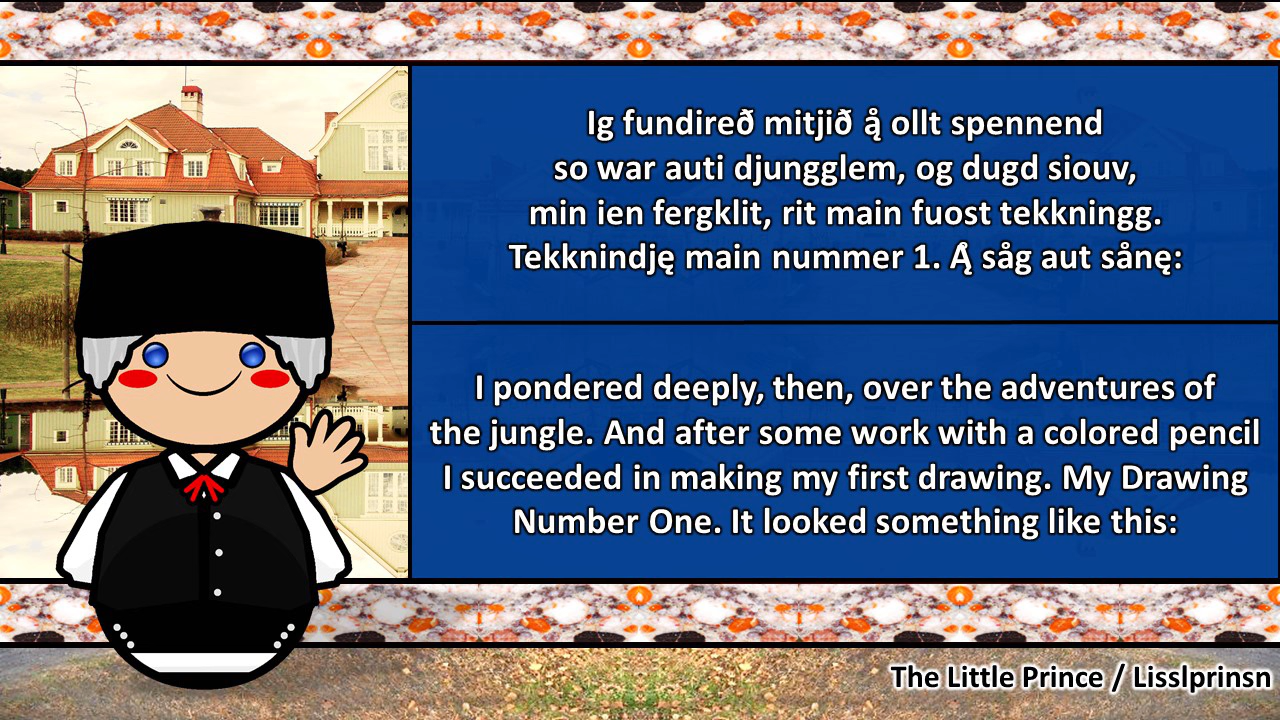 Ig fundireð mitjið ą̊ ollt spennend
so war auti djungglem, og dugd siouv,
min ien fergklit, rit main fuost tekkningg.
Tekknindję main nummer 1. Ą̊ såg aut sånę:
I pondered deeply, then, over the adventures of
the jungle. And after some work with a colored pencil
I succeeded in making my first drawing. My Drawing
Number One. It looked something like this:
The Little Prince / Lisslprinsn